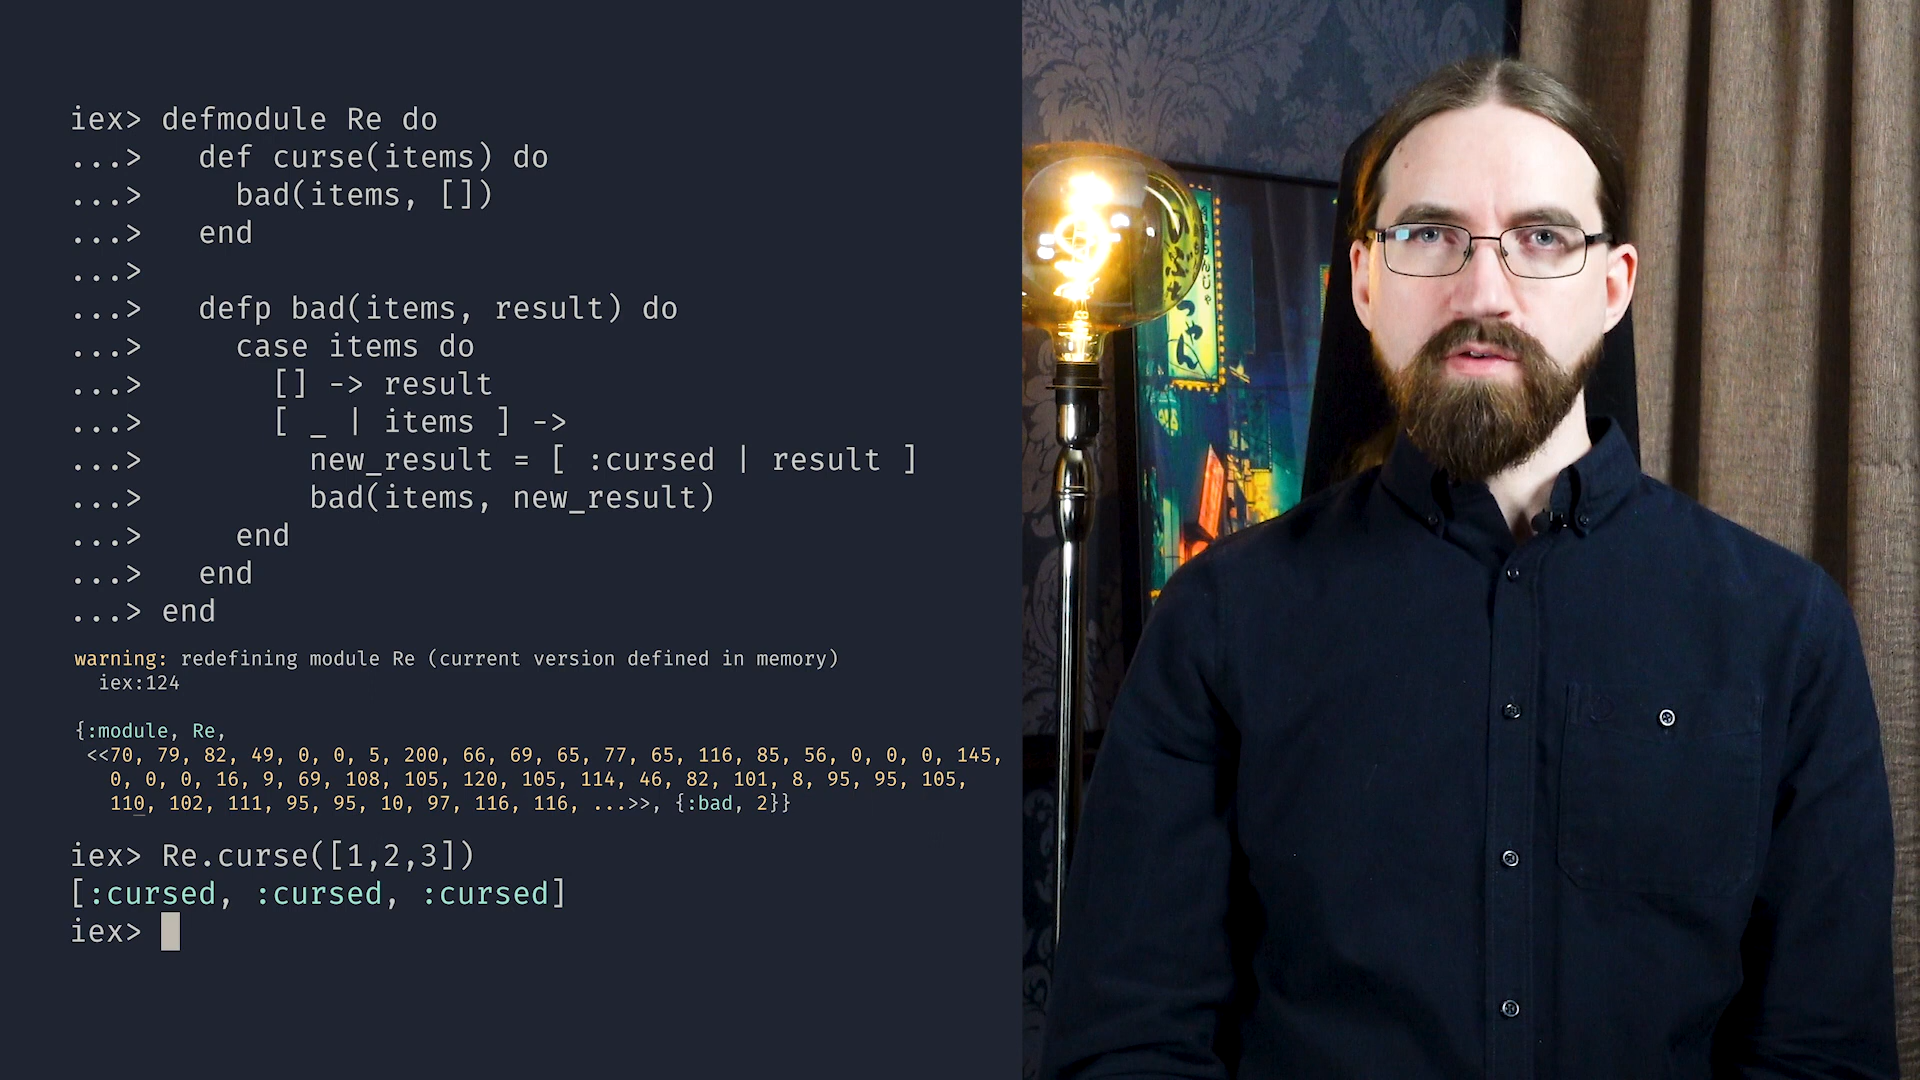 iex> defmodule Re do
...>   def curse(items) do
...>     bad(items, [])
...>   end
...>
...>   defp bad(items, result) do
...>     case items do
...>       [] -> result
...>       [ _ | items ] ->
...>         new_result = [ :cursed | result ]
...>         bad(items, new_result)
...>     end
...>   end
...> end
warning: redefining module Re (current version defined in memory)
  iex:124
{:module, Re,
 <<70, 79, 82, 49, 0, 0, 5, 200, 66, 69, 65, 77, 65, 116, 85, 56, 0, 0, 0, 145,
   0, 0, 0, 16, 9, 69, 108, 105, 120, 105, 114, 46, 82, 101, 8, 95, 95, 105,
   110, 102, 111, 95, 95, 10, 97, 116, 116, ...>>, {:bad, 2}}
iex> Re.curse([1,2,3])
[:cursed, :cursed, :cursed]
iex>